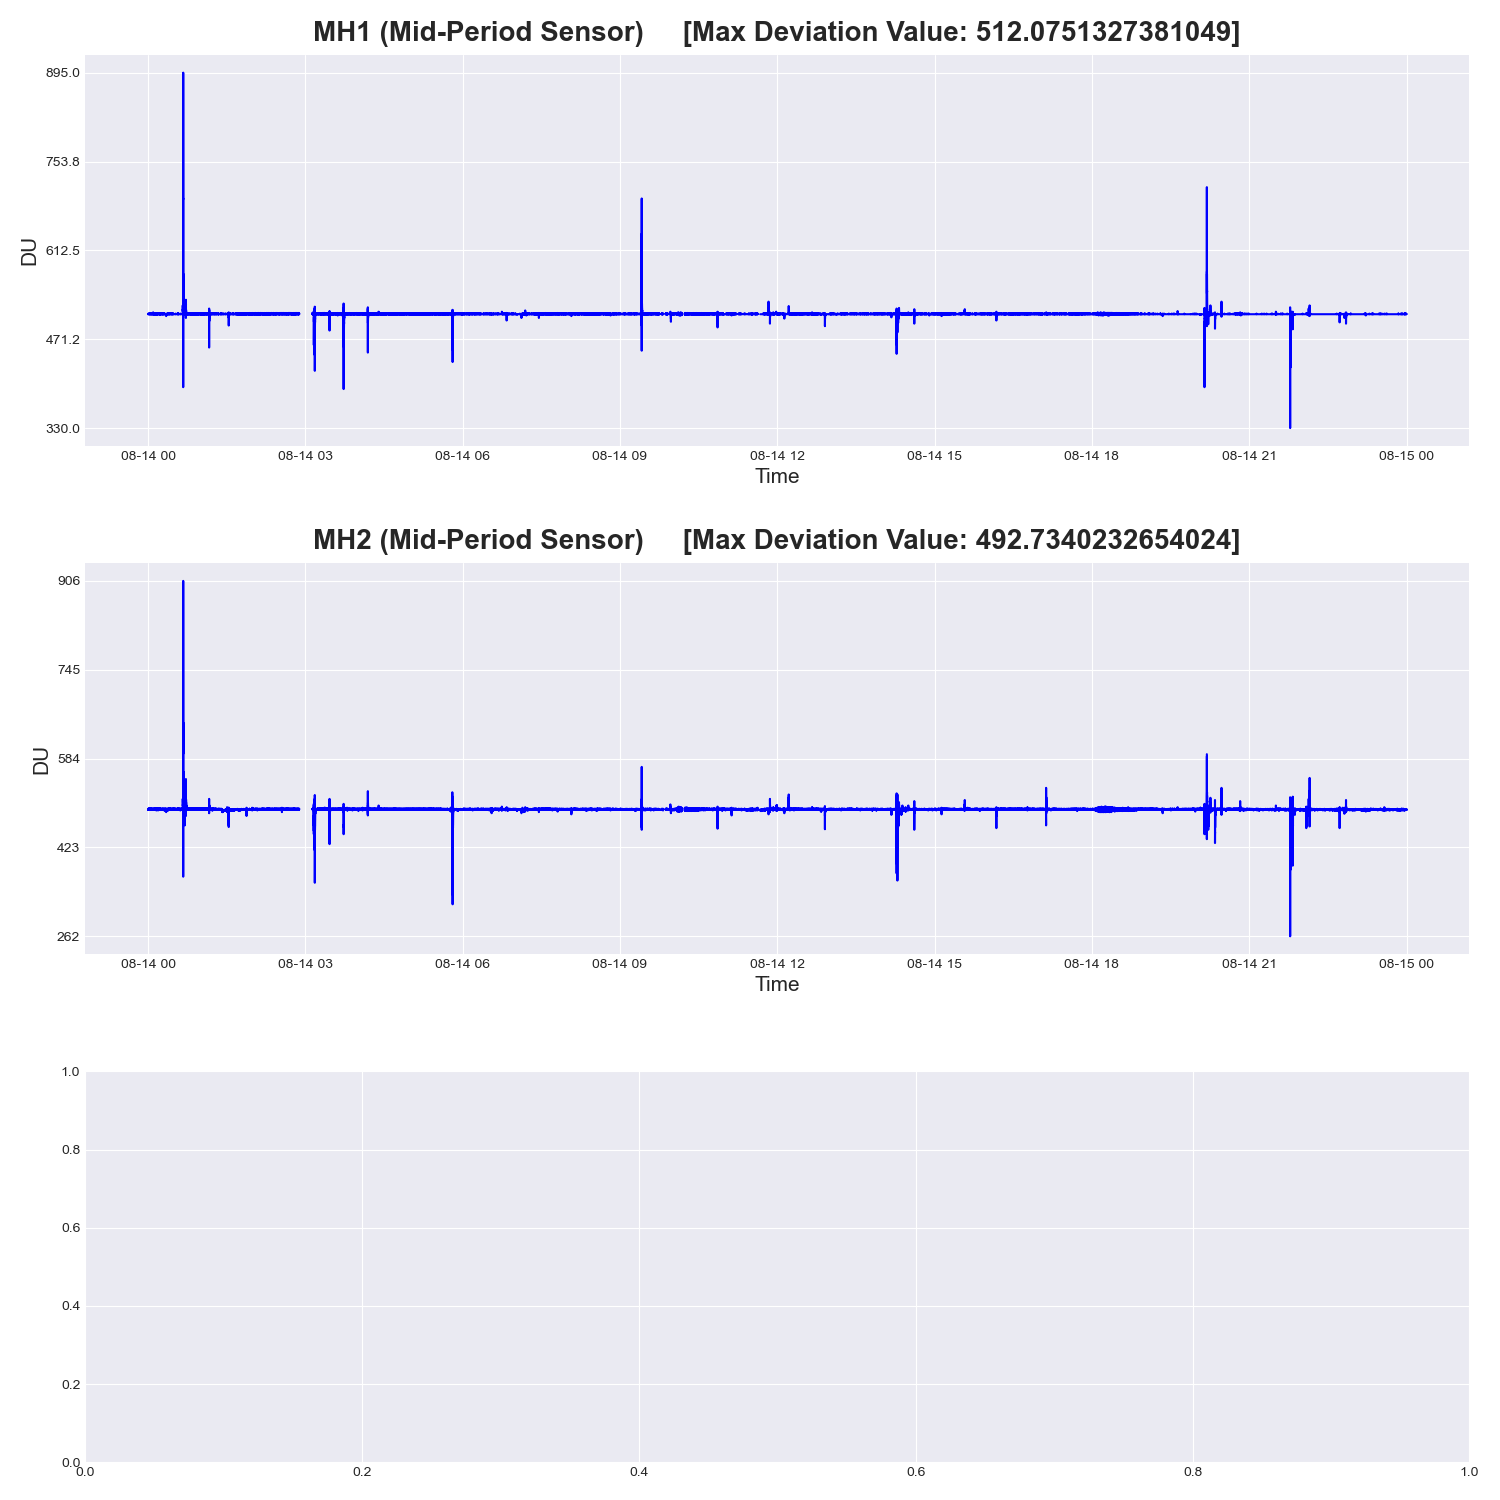 MH1 (Mid-Period Sensor) [Max Deviation Value: 512.0751327381049]
895.0
753.8
612.5
471.2
330.0
DU
08-14 00 08-14 03 08-14 06 08-14 09 08-14 12 08-14 15 08-14 18 08-14 21 08-15 00
Time
MH2 (Mid-Period Sensor) [Max Deviation Value: 492.7340232654024]
906
745
584
423
262
DU
08-14 00 08-14 03 08-14 06 08-14 09 08-14 12 08-14 15 08-14 18 08-14 21 08-15 00
Time
1.0
0.8
0.6
0.4
0.2
0.0
0.0 0.2 0.4 0.6 0.8 1.0